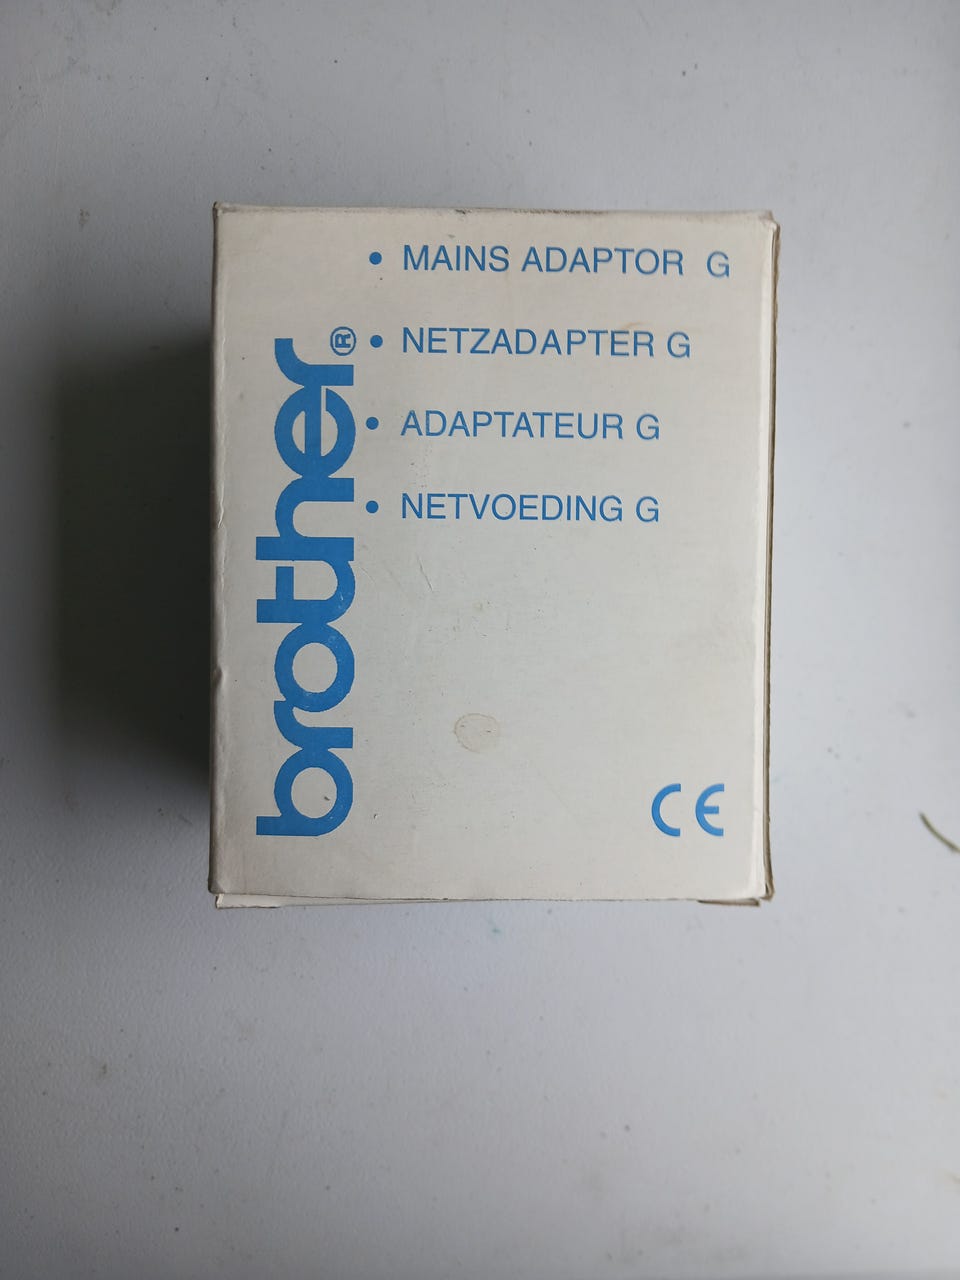 brother®
• MAINS ADAPTOR G
• NETZADAPTER G
• ADAPTATEUR G
• NETVOEDING G
CE